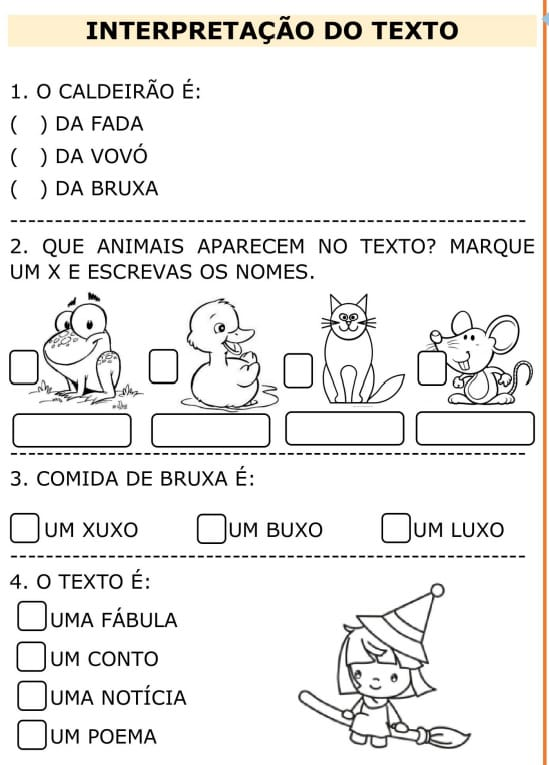 INTERPRETAÇÃO DO TEXTO
1. O CALDEIRÃO É:
( ) DA FADA
( ) DA VOVÓ
( ) DA BRUXA
2. QUE ANIMAIS APARECEM NO TEXTO? MARQUE
UM X E ESCREVAS OS NOMES.
3. COMIDA DE BRUXA É:
UM XUXO UM BUXO UM LUXO
4. O TEXTO É:
UMA FÁBULA
UM CONTO
UMA NOTÍCIA
UM POEMA